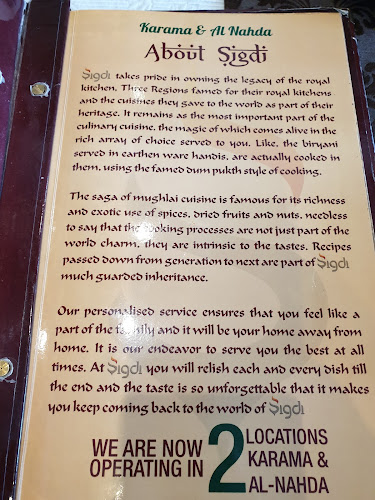 Karama & Al Nahda
About Sigdi
Sigdi takes pride in owning the legacy of the royal
kitchen. Three Regions famed for their royal kitchens
and the cuisines they gave to the world as part of their
heritage. It remains as the most important part of the
culinary cuisine, the magic of which comes alive in the
rich array of choice served to you. Like, the biryani
served in earthen ware handis, are actually cooked in
them, using the famed dum pukth style of cooking.
The saga of mughlai cuisine is famous for its richness
and exotic use of spices, dried fruits and nuts, needless
to say that the cooking processes are not just part of the
world charm, they are intrinsic to the tastes. Recipes
passed down from generation to next are part of Sigdi
much guarded inheritance.
Our personalised service ensures that you feel like a
part of the family and it will be your home away from
home. It is our endeavor to serve you the best at all
times. At Sigdi you will relish each and every dish till
the end and the taste is so unforgettable that it makes
you keep coming back to the world of Sigdi
WE ARE NOW
OPERATING IN
2
LOCATIONS
KARAMA &
AL-NAHDA